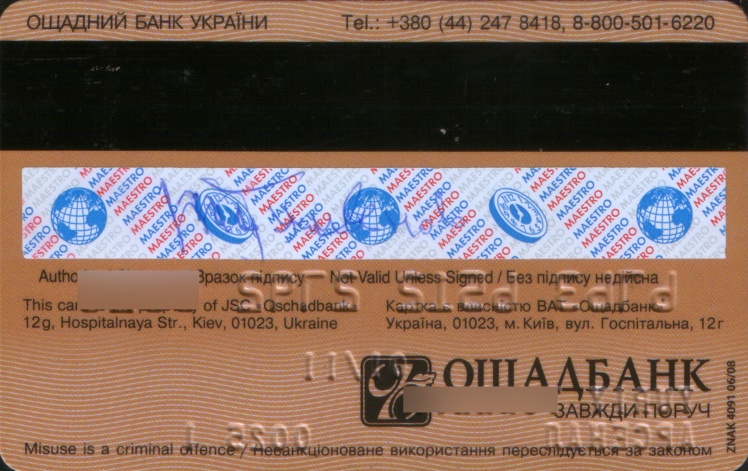 ОЩАДНИЙ БАНК УКРАЇНИ Tel.: +380 (44) 247 8418, 8-800-501-6220
MAESTRO
Зразок підпису — Not Valid Unless Signed / Без підпису недійсна
This of JSC «Oschadbank»
12g, Hospitalnaya Str., Kiev, 01023, Ukraine
Картка є власністю ВАТ «Ощадбанк»
Україна, 01023, м. Київ, вул. Госпітальна, 12г
ОЩАДБАНК
ЗАВЖДИ ПОРУЧ
ZNAK 4091 06/08
Misuse is a criminal offence / Несанкціоноване використання переслідується за законом